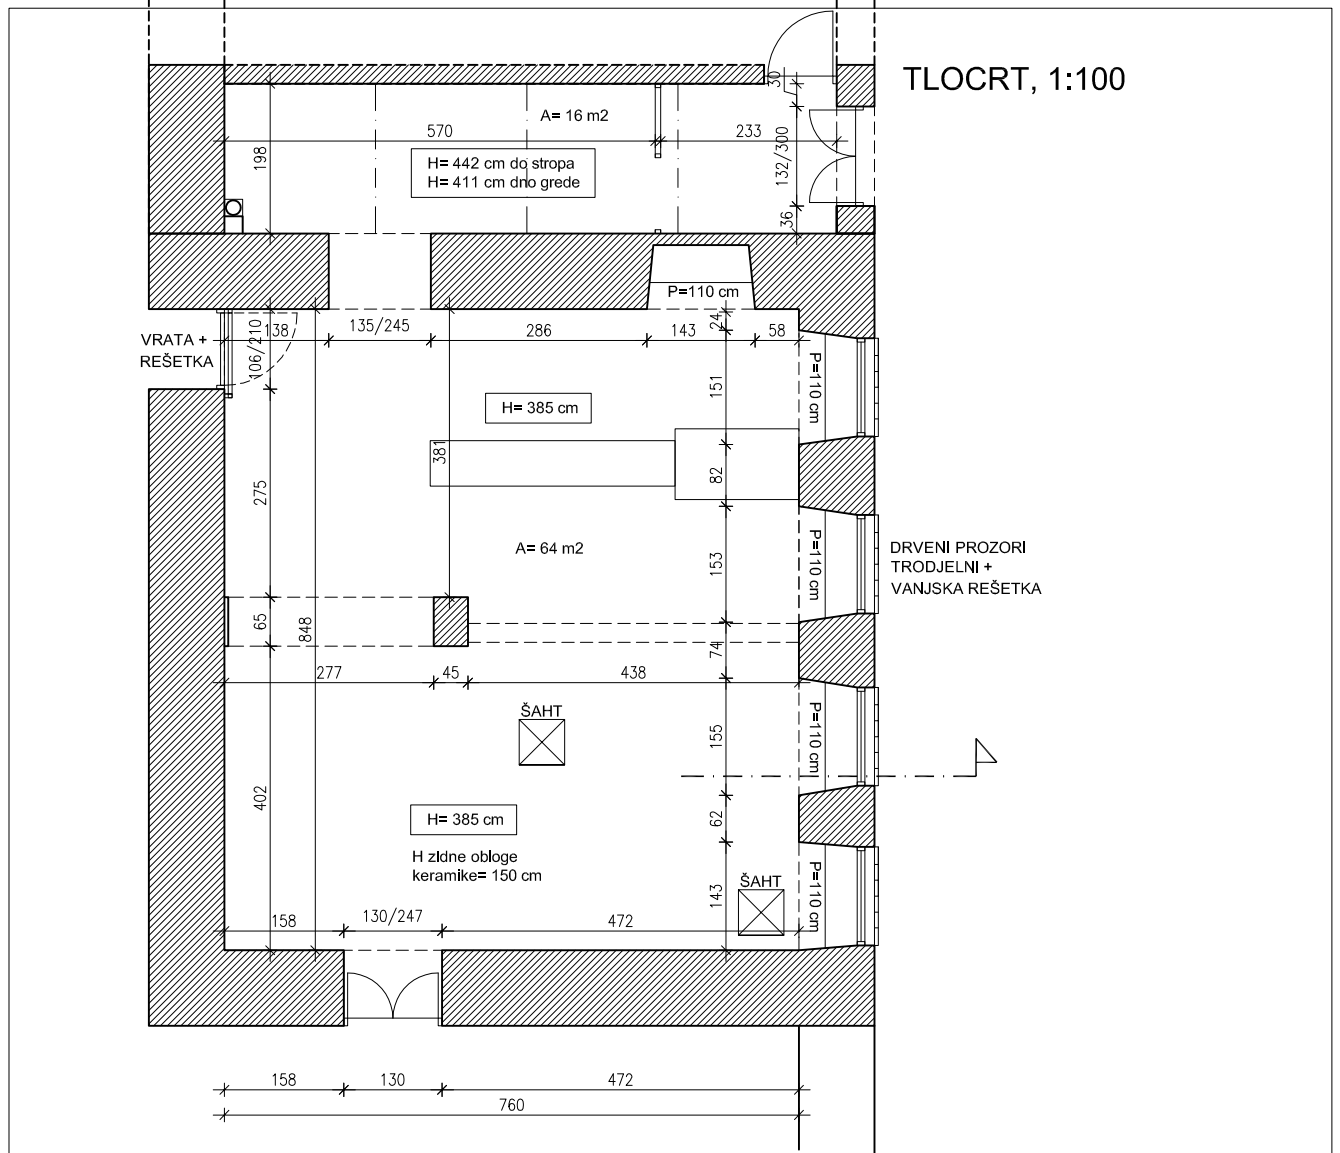 TLOCRT, 1:100
30
A= 16 m2
570
233
198
H= 442 cm do stropa
H= 411 cm dno grede
132/300
36
P=110 cm
24
VRATA +
REŠETKA
106/210
138
135/245
286
143
58
P=110 cm
151
H= 385 cm
381
82
275
A= 64 m2
153
P=110 cm
DRVENI PROZORI
TRODJELNI +
VANJSKA REŠETKA
65
848
74
277
45
438
ŠAHT
155
P=110 cm
402
H= 385 cm
62
H zidne obloge
keramike= 150 cm
ŠAHT
143
P=110 cm
158
130/247
472
158
130
472
760